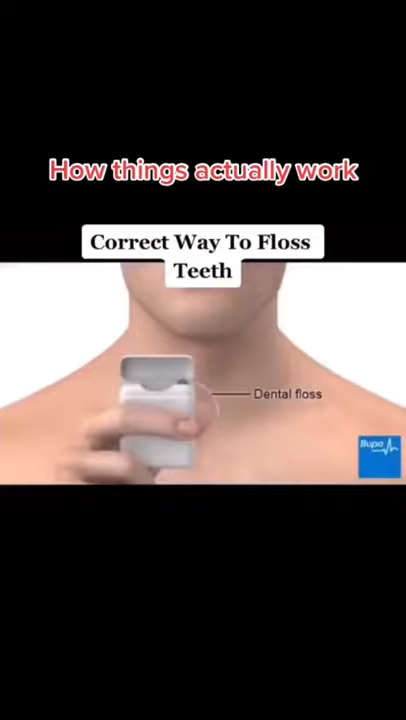 How things actually work
Correct Way To Floss
Teeth
Dental floss
Bupa